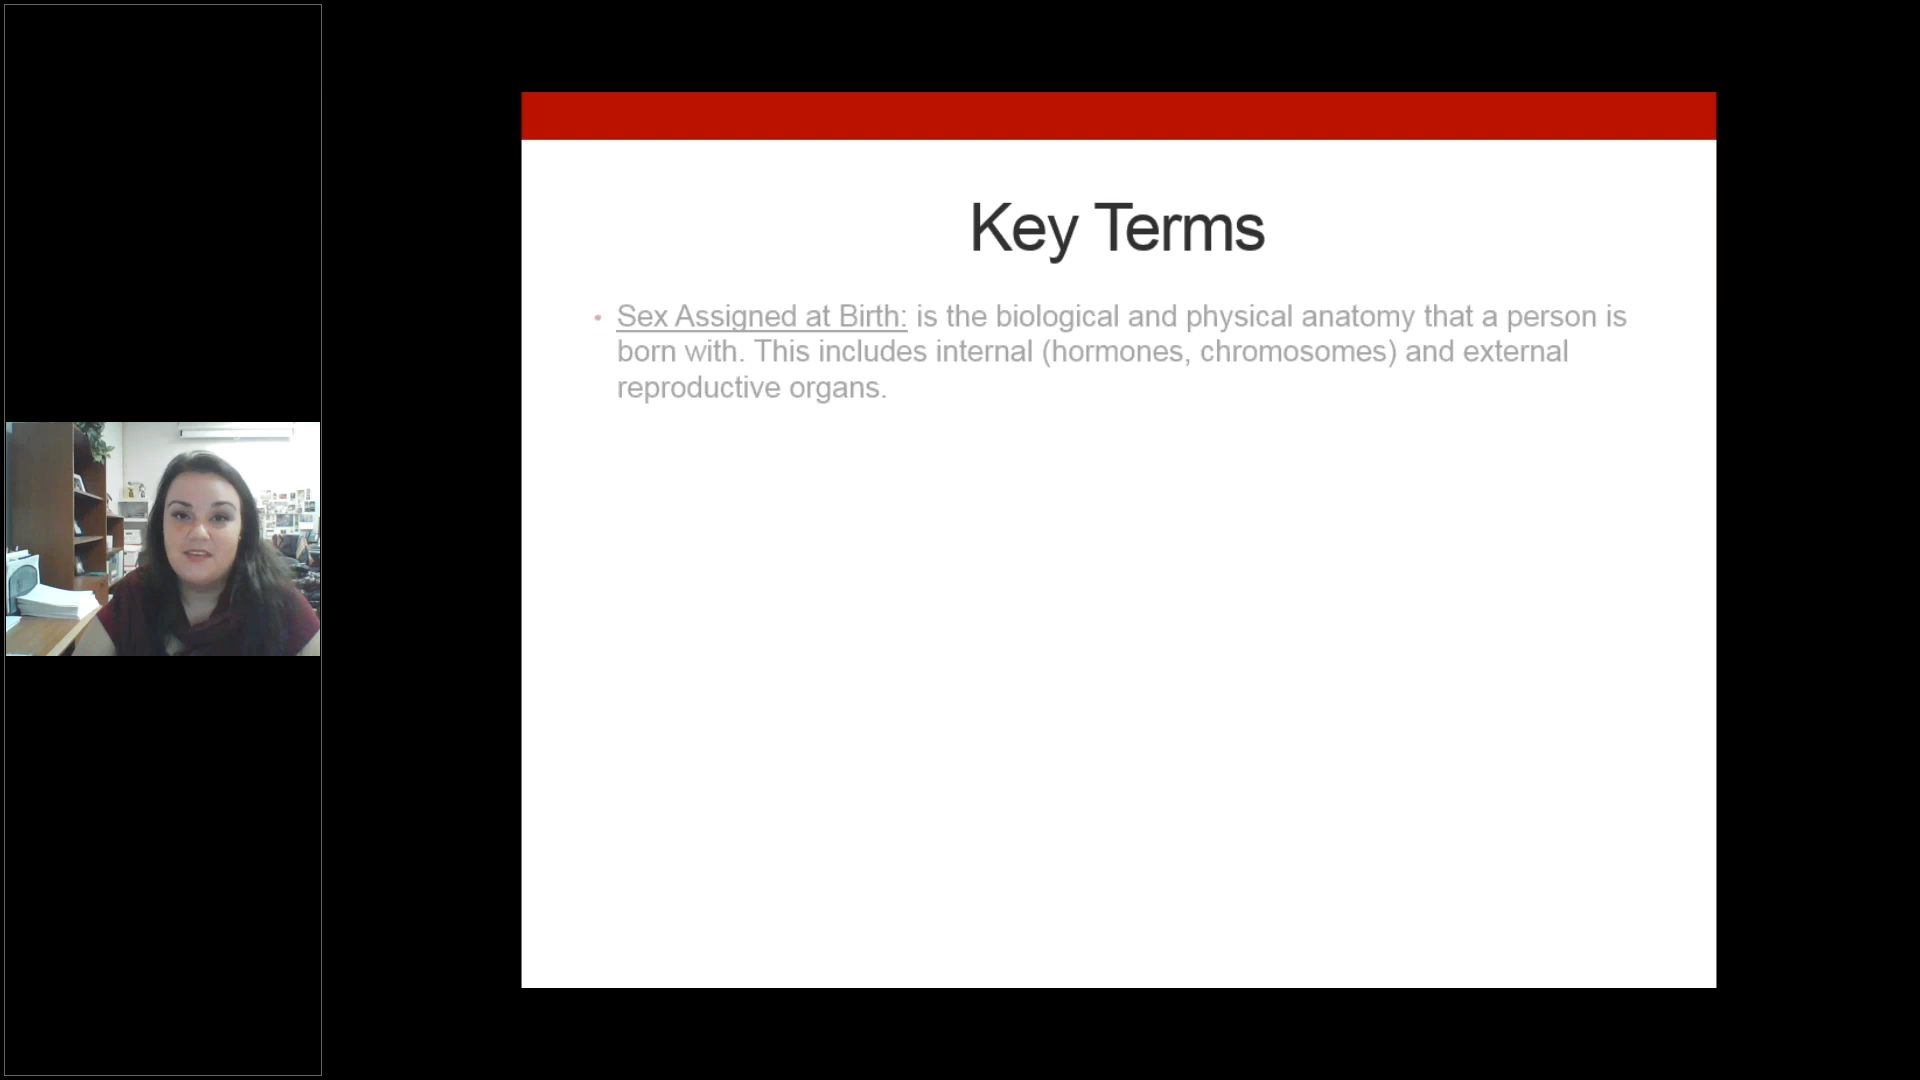 Key Terms
• Sex Assigned at Birth: is the biological and physical anatomy that a person is
born with. This includes internal (hormones, chromosomes) and external
reproductive organs.